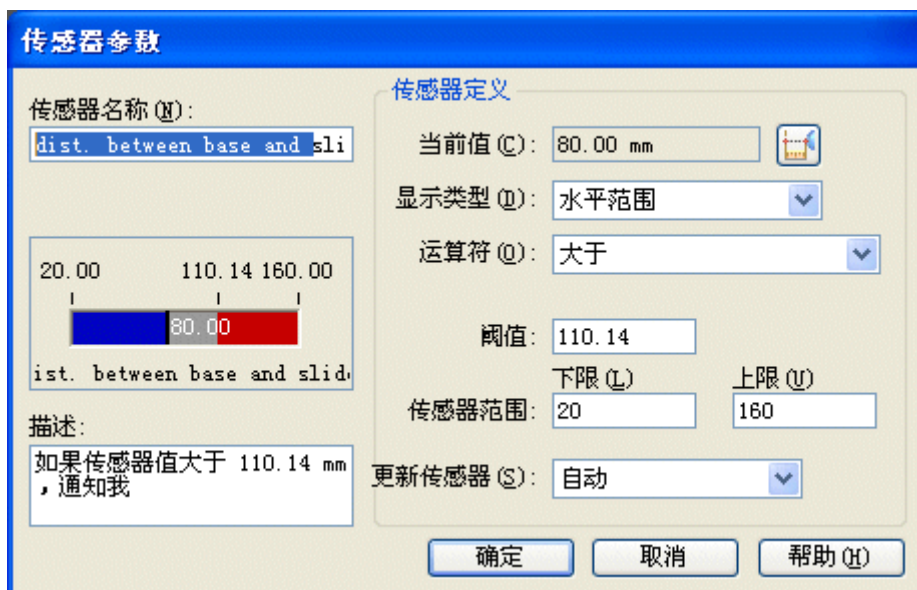 传感器参数
传感器名称(N):
dist. between base and sli
20.00 110.14 160.00
80.00
ist. between base and slid
描述:
如果传感器值大于 110.14 mm
，通知我
传感器定义
当前值(C): 80.00 mm
显示类型(D): 水平范围
运算符(O): 大于
阈值: 110.14
下限(L) 上限(U)
传感器范围: 20 160
更新传感器(S): 自动
确定 取消 帮助(H)